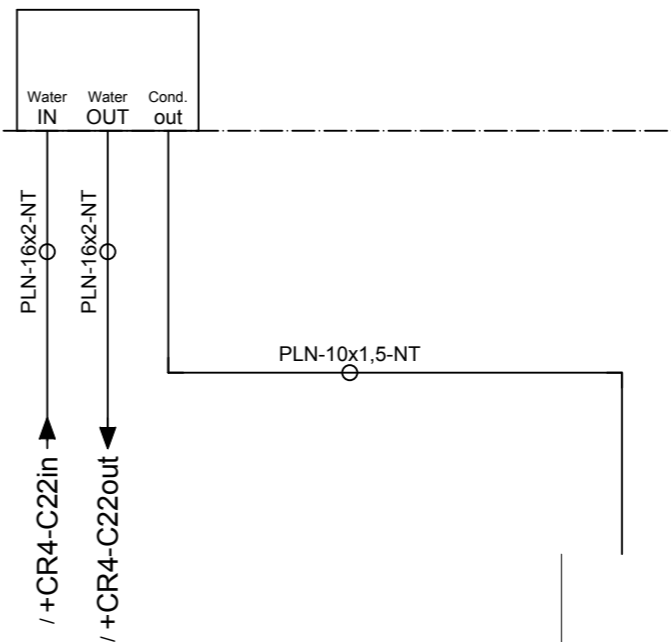 Water Water Cond.
IN OUT out
PLN-16x2-NT
PLN-16x2-NT
PLN-10x1,5-NT
/ +CR4-C22in
/ +CR4-C22out